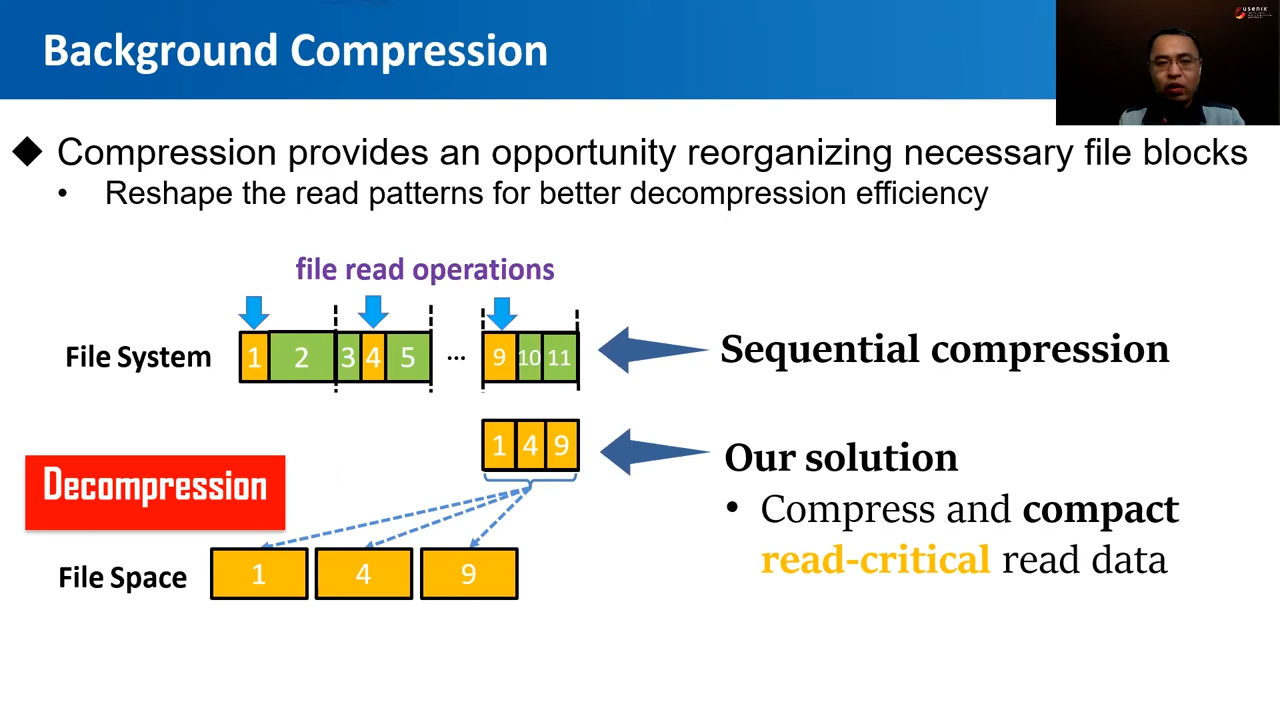 Background Compression
usenix
◆ Compression provides an opportunity reorganizing necessary file blocks
• Reshape the read patterns for better decompression efficiency
file read operations
File System 1 2 3 4 5 ... 9 10 11
Sequential compression
1 4 9
Our solution
• Compress and compact
read-critical read data
Decompression
File Space 1 4 9